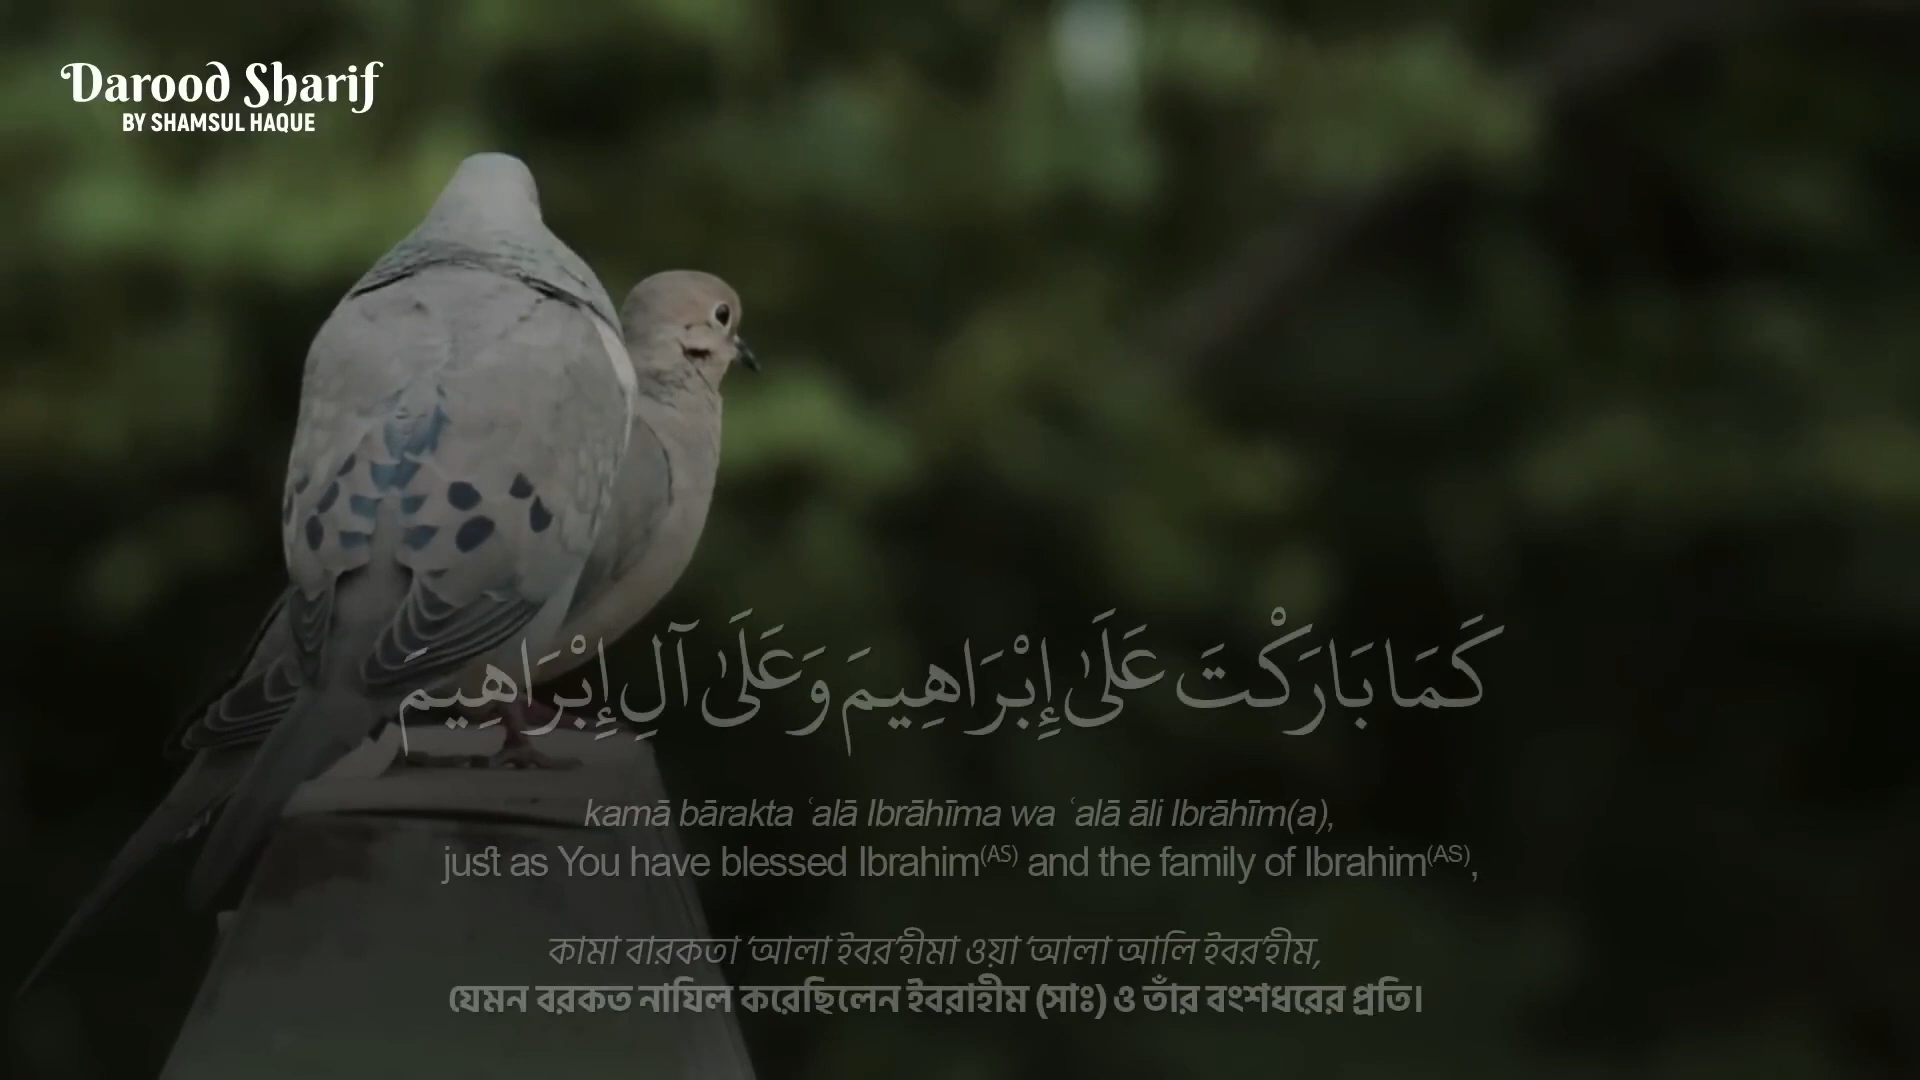 Darood Sharif
BY SHAMSUL HAQUE
كَمَا بَارَكْتَ عَلَىٰ إِبْرَاهِيمَ وَعَلَىٰ آلِ إِبْرَاهِيمَ
kamā bārakta ʿalā Ibrāhīma wa ʿalā āli Ibrāhīm(a),
just as You have blessed Ibrahim(AS) and the family of Ibrahim(AS),
কামা বারকতা ‘আলা ইবর’হীমা ওয়া ‘আলা আলি ইবর’হীম,
যেমন বরকত নাযিল করেছিলেন ইবরাহীম (সাঃ) ও তাঁর বংশধরের প্রতি।